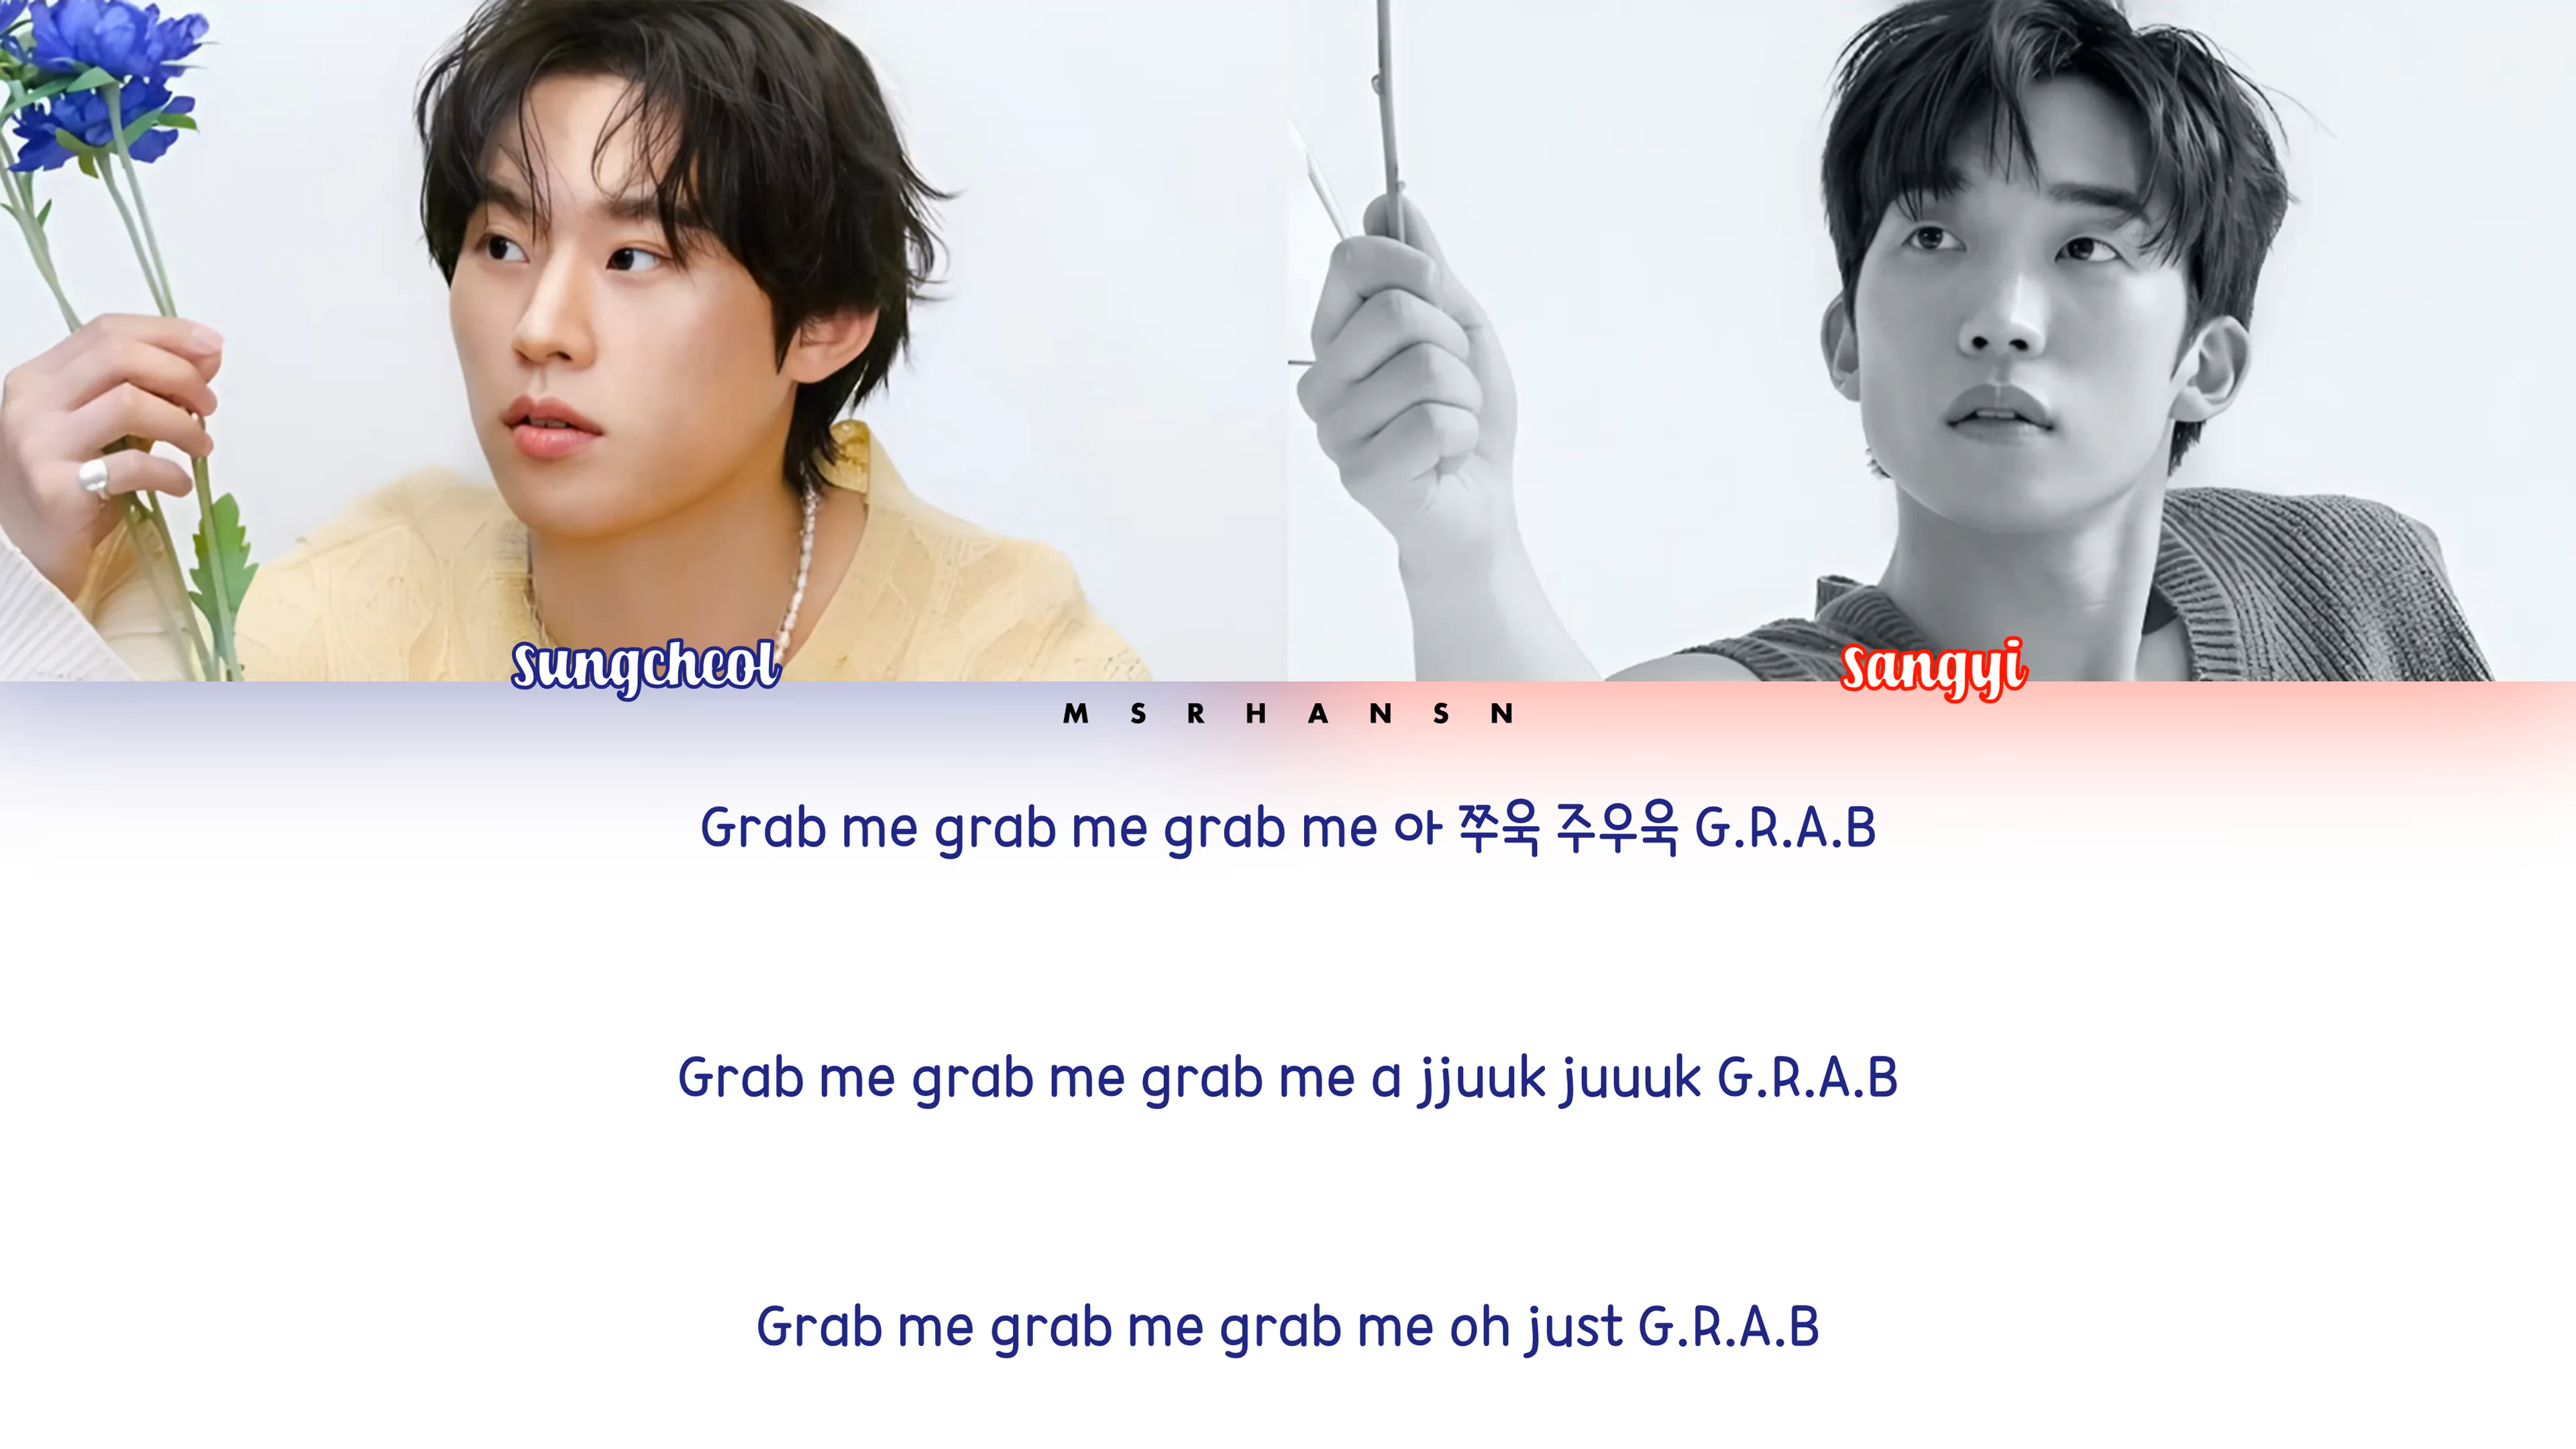 Sungcheol
Sangyi
MSRHANSN
Grab me grab me grab me 아 쭈욱 주우욱 G.R.A.B
Grab me grab me grab me a jjuuk juuuk G.R.A.B
Grab me grab me grab me oh just G.R.A.B